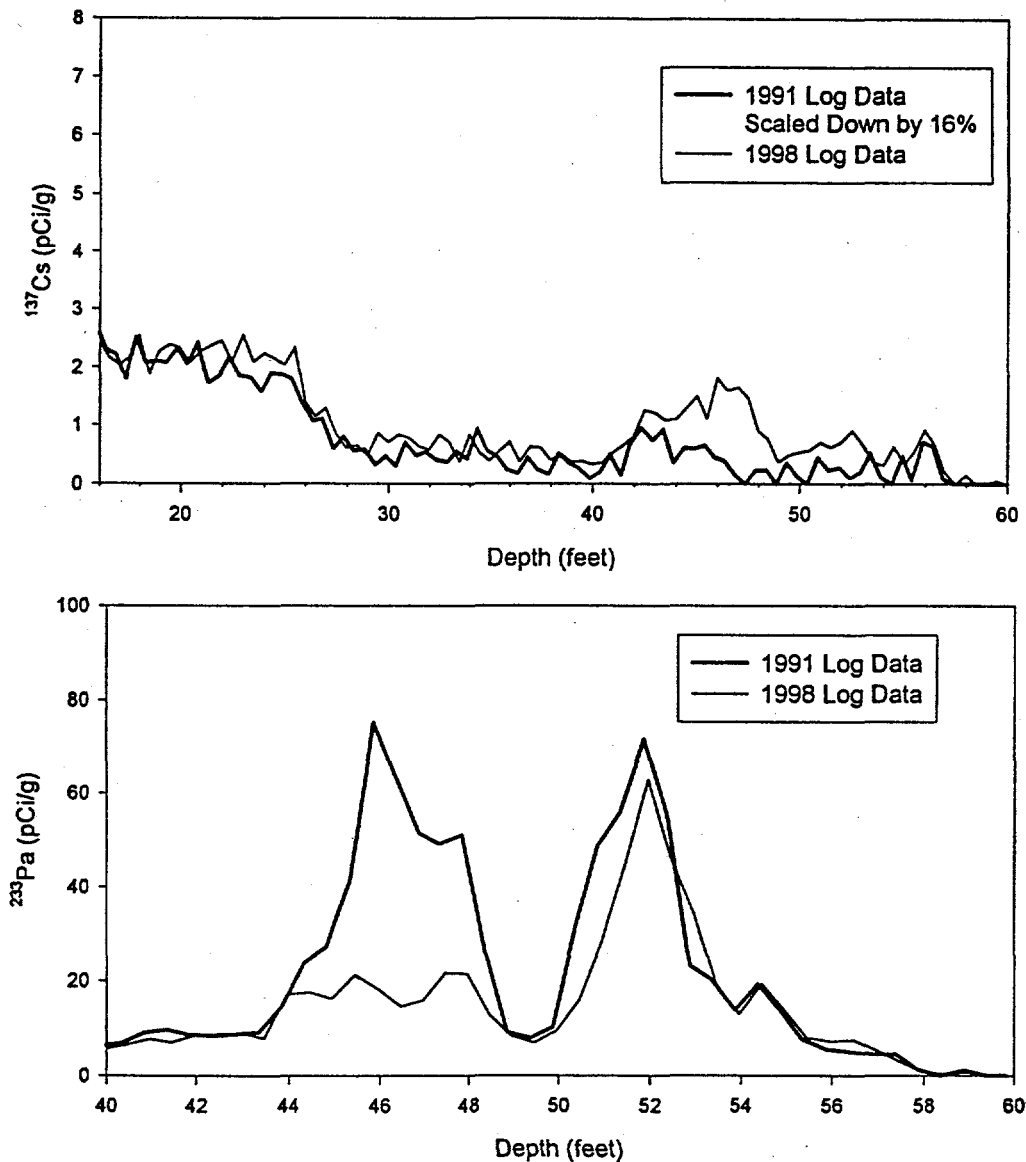 8
7
6
5
4
3
2
1
0
¹³⁷Cs (pCi/g)
1991 Log Data
Scaled Down by 16%
1998 Log Data
20 30 40 50 60
Depth (feet)
100
80
60
40
20
0
²³³Pa (pCi/g)
1991 Log Data
1998 Log Data
40 42 44 46 48 50 52 54 56 58 60
Depth (feet)